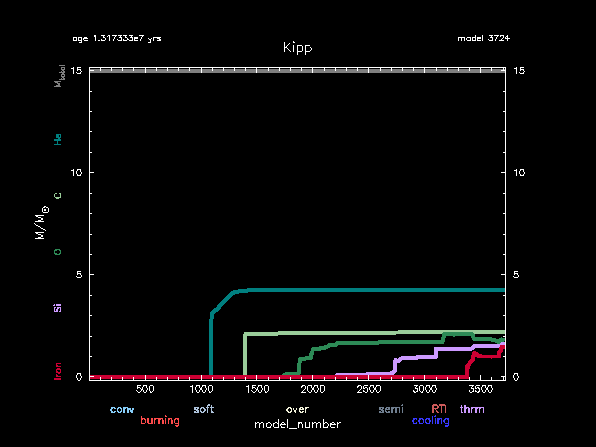 age 1.317333e7 yrs
model 3724
Kipp
15
10
5
0
15
10
5
0
M_total
He
C
O
Si
Iron
M/M⊙
500 1000 1500 2000 2500 3000 3500
conv soft over semi RTI thrm
burning cooling
model_number